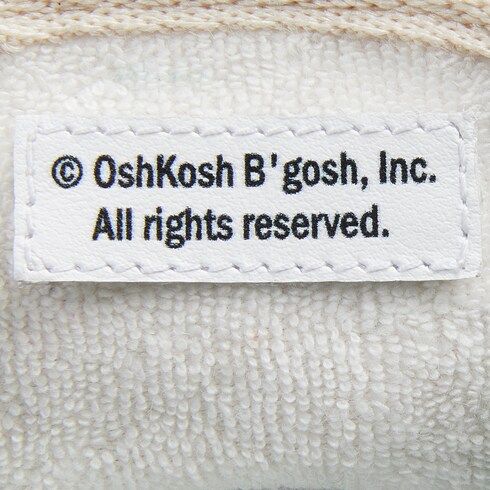 © OshKosh B'gosh, Inc.
All rights reserved.